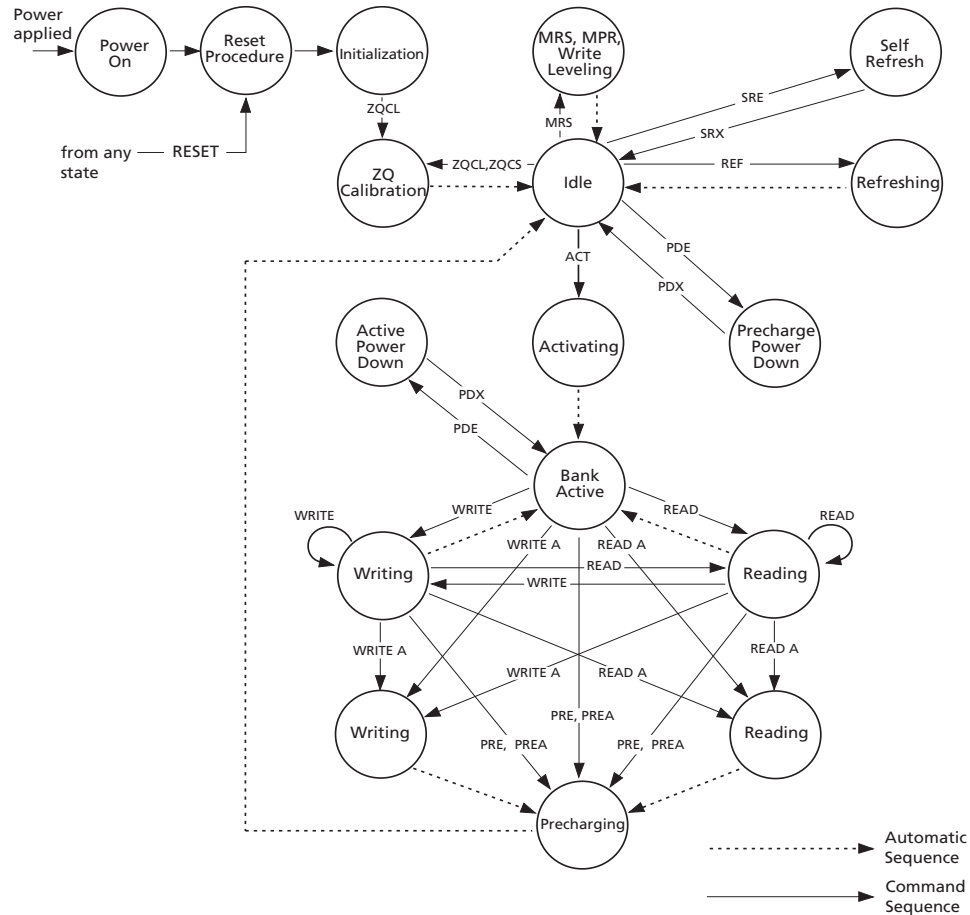 Power
applied
Power
On
Reset
Procedure
Initialization
MRS, MPR,
Write
Leveling
Self
Refresh
ZQCL
MRS
SRE
SRX
from any
state
RESET
ZQ
Calibration
ZQCL,ZQCS
Idle
REF
Refreshing
ACT
PDE
PDX
Active
Power
Down
Activating
Precharge
Power
Down
PDX
PDE
Bank
Active
WRITE
WRITE
READ
READ
WRITE A
READ A
Writing
READ
WRITE
Reading
WRITE A
READ A
WRITE A
READ A
Writing
PRE, PREA
PRE, PREA
PRE, PREA
Reading
Precharging
Automatic
Sequence
Command
Sequence